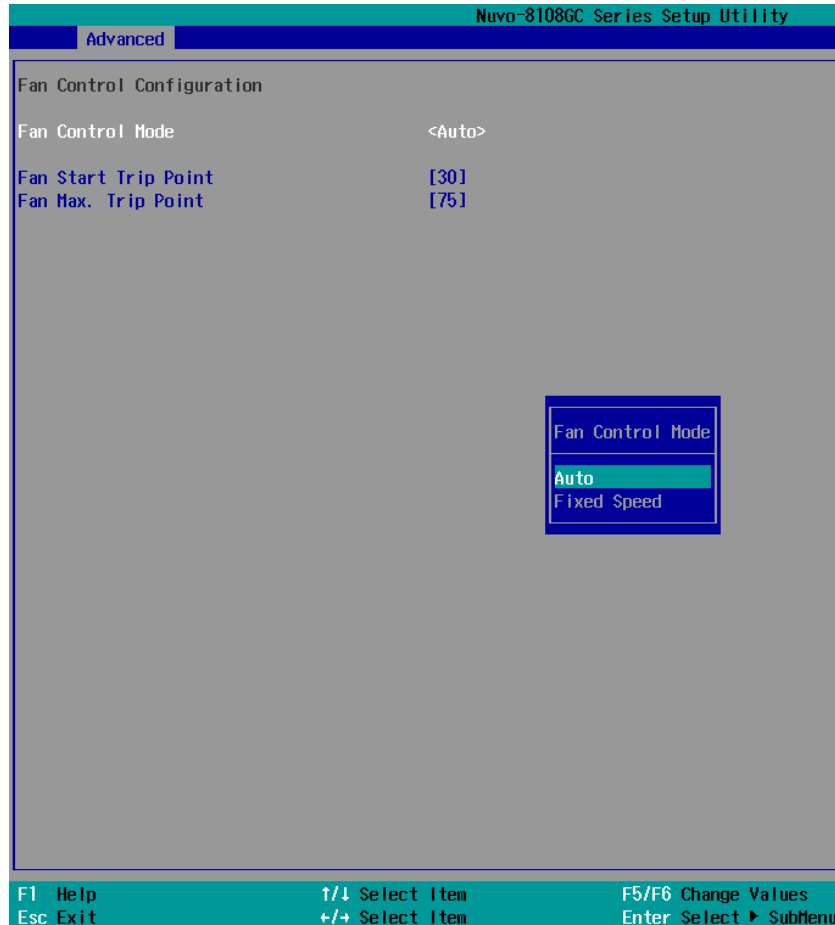 Nuvo-8108GC Series Setup Utility
Advanced
Fan Control Configuration
Fan Control Mode <Auto>
Fan Start Trip Point [30]
Fan Max. Trip Point [75]
Fan Control Mode
Auto
Fixed Speed
F1 Help ↑/↓ Select Item F5/F6 Change Values
Esc Exit ←/→ Select Item Enter Select ▶ SubMenu